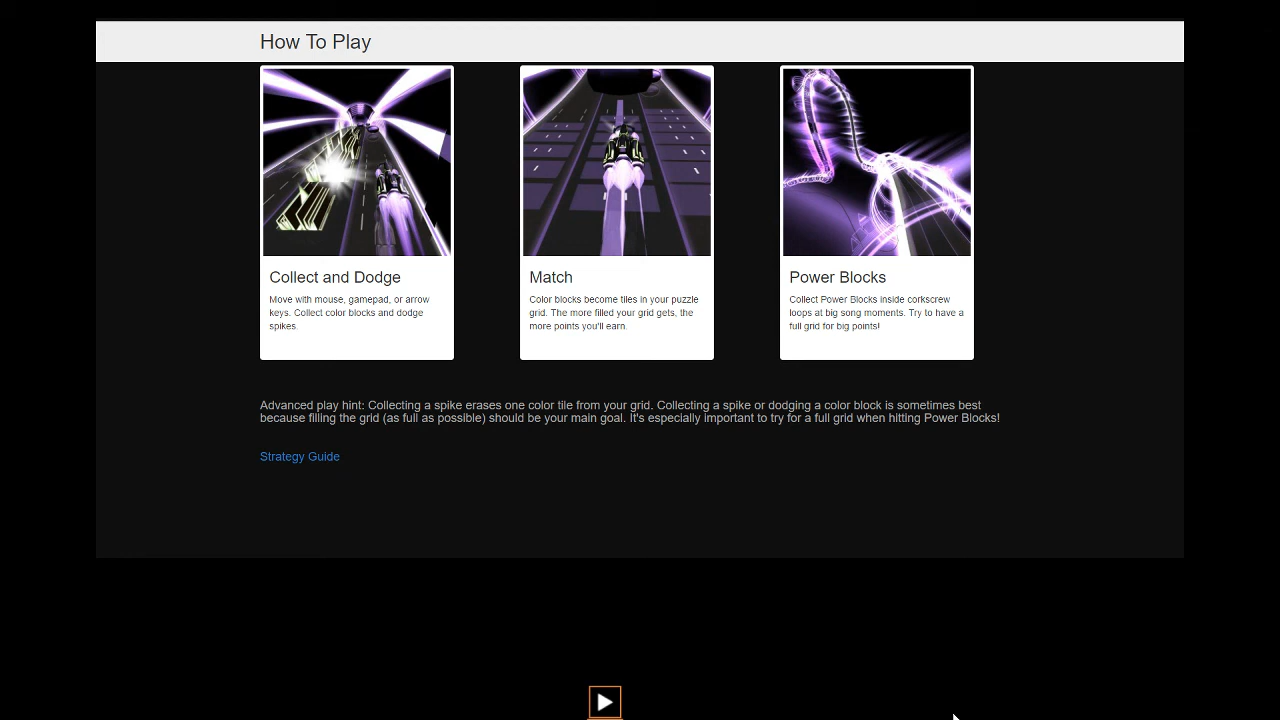 How To Play
Collect and Dodge
Move with mouse, gamepad, or arrow
keys. Collect color blocks and dodge
spikes.
Match
Color blocks become tiles in your puzzle
grid. The more filled your grid gets, the
more points you'll earn.
Power Blocks
Collect Power Blocks inside corkscrew
loops at big song moments. Try to have a
full grid for big points!
Advanced play hint: Collecting a spike erases one color tile from your grid. Collecting a spike or dodging a color block is sometimes best
because filling the grid (as full as possible) should be your main goal. It's especially important to try for a full grid when hitting Power Blocks!
Strategy Guide